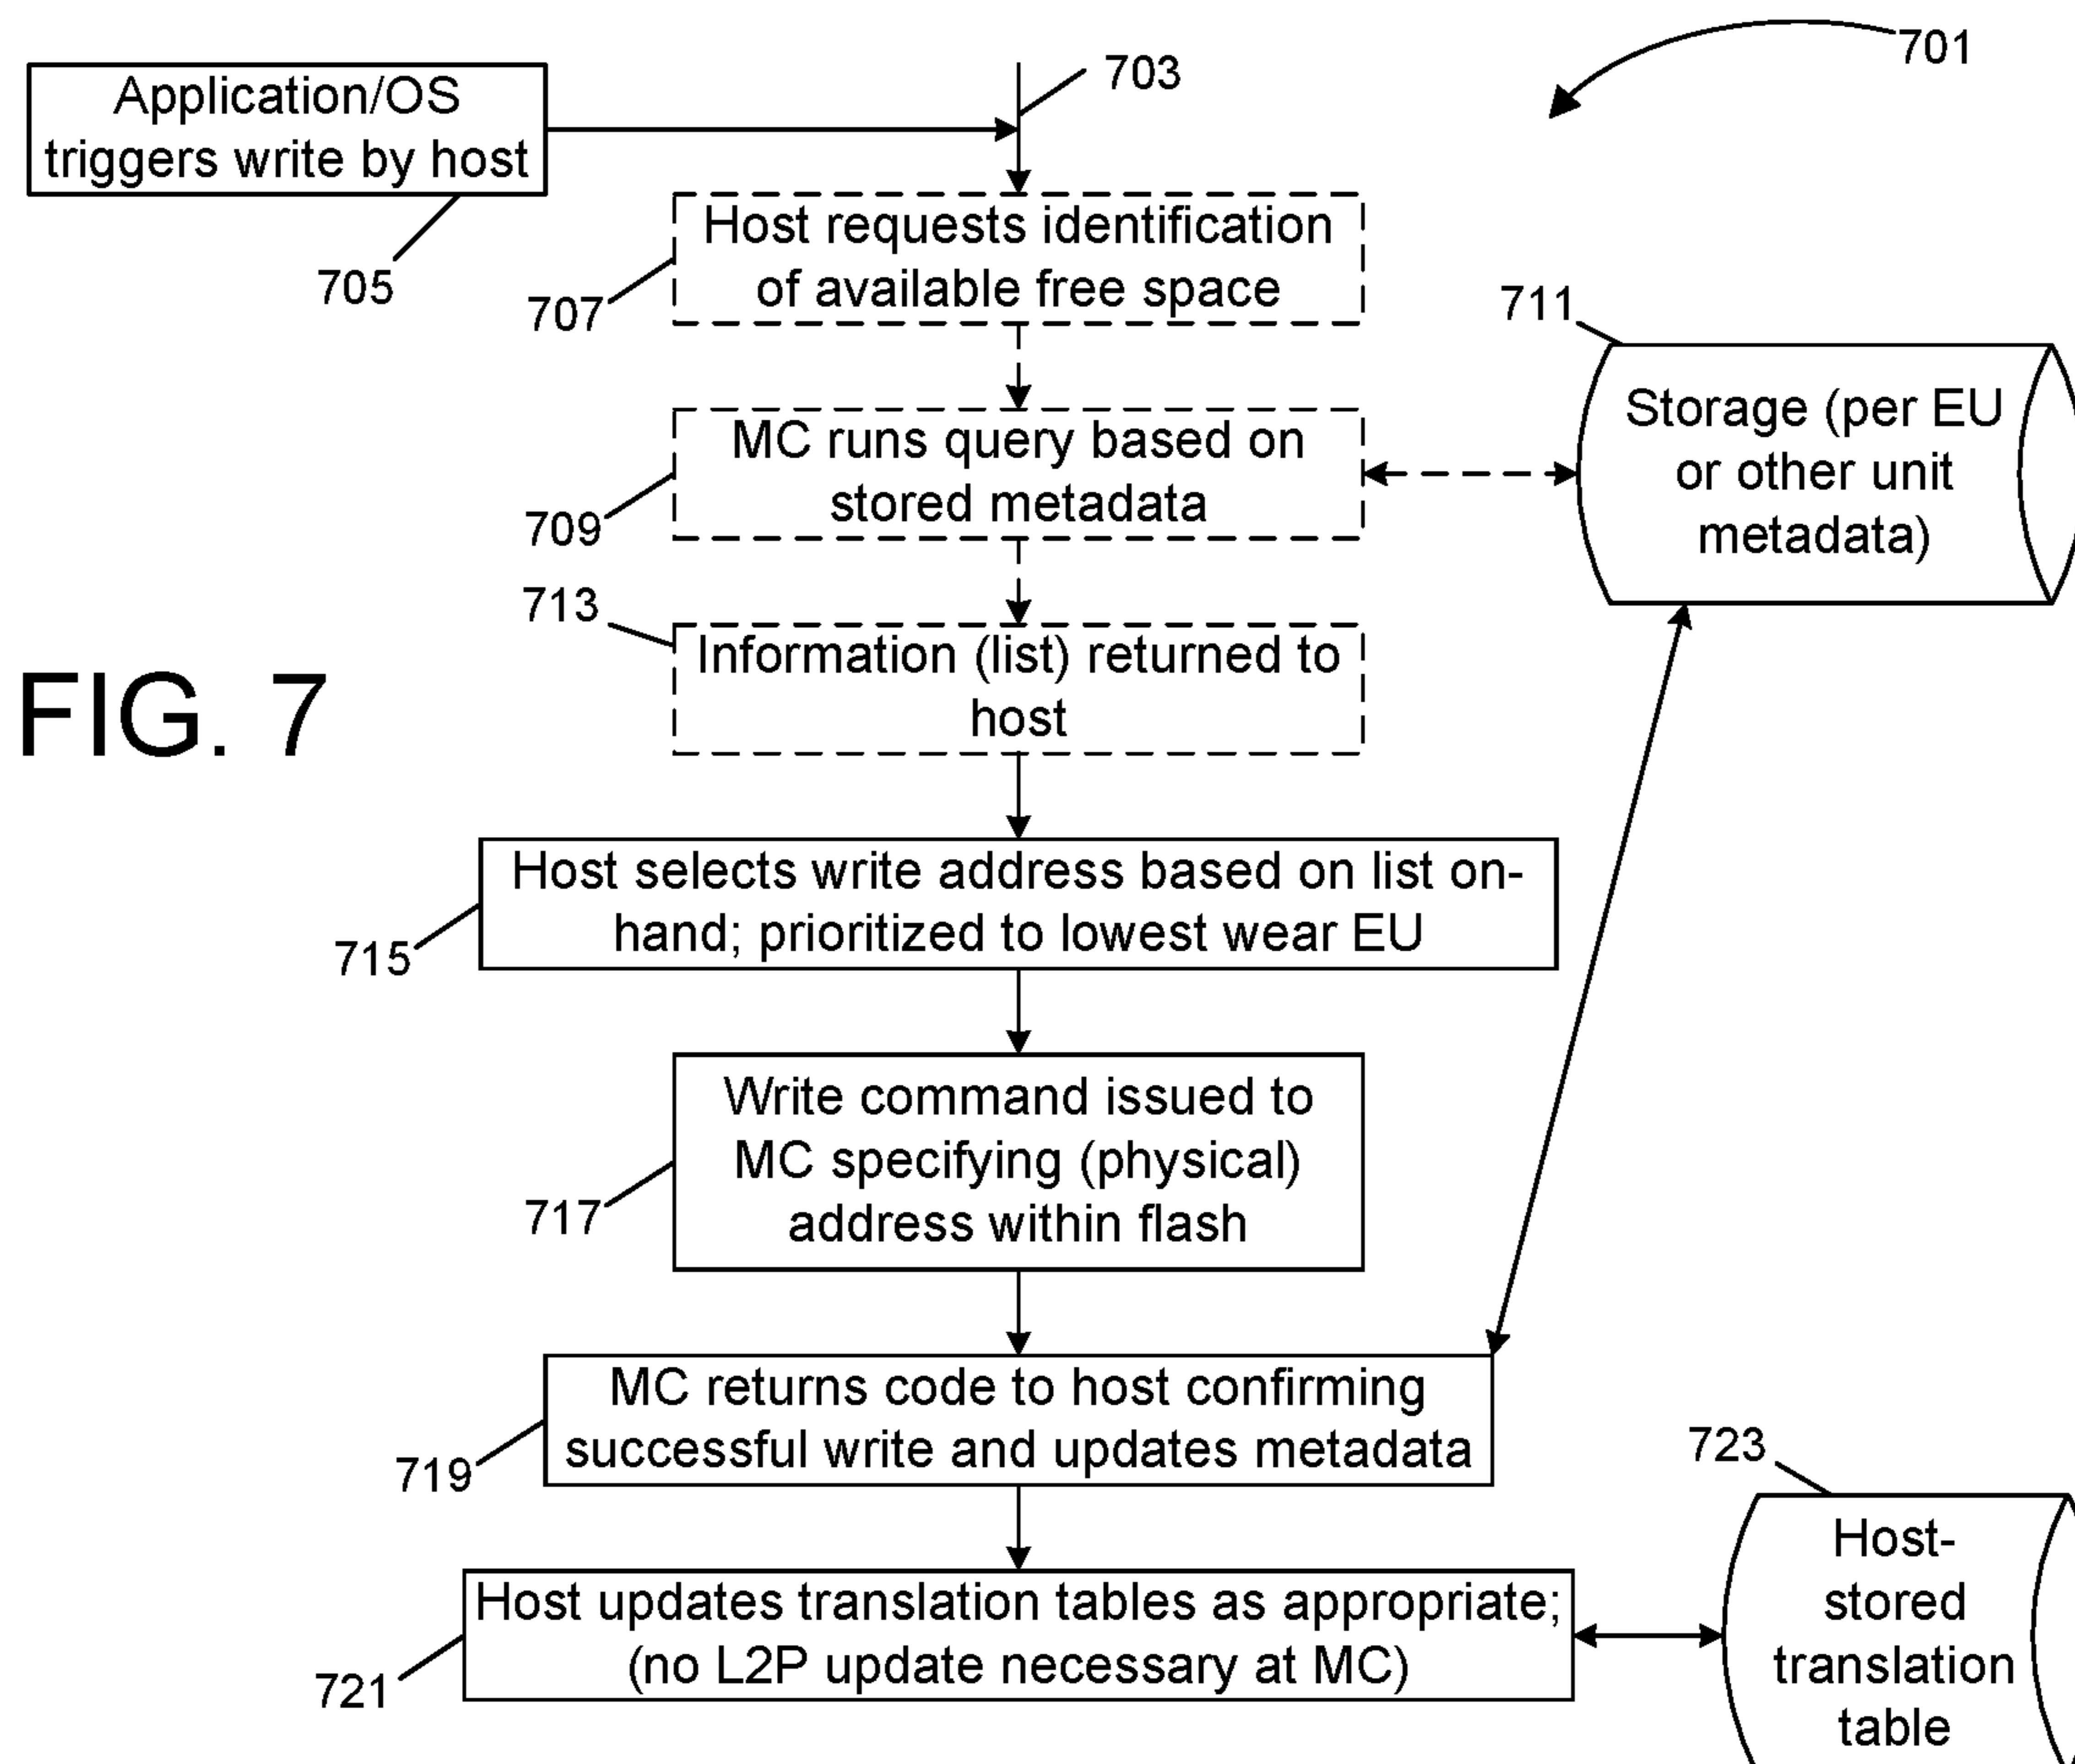 701
703
Application/OS
triggers write by host
705
Host requests identification
of available free space
707
711
Storage (per EU
or other unit
metadata)
MC runs query based on
stored metadata
709
713
Information (list) returned to
host
FIG. 7
Host selects write address based on list on-
hand; prioritized to lowest wear EU
715
Write command issued to
MC specifying (physical)
address within flash
717
MC returns code to host confirming
successful write and updates metadata
719
723
Host-
stored
translation
table
Host updates translation tables as appropriate;
(no L2P update necessary at MC)
721